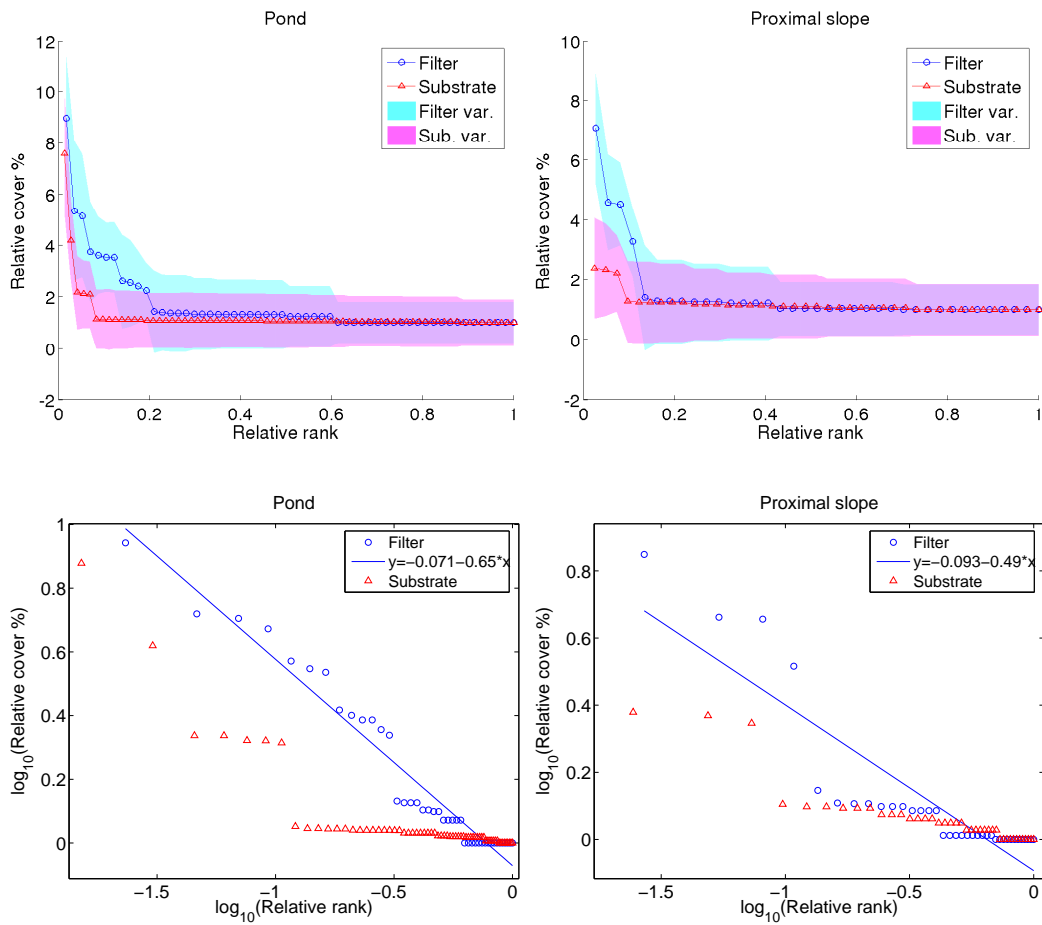 Pond
12
10
8
6
4
2
0
−2
Relative cover %
Filter
Substrate
Filter var.
Sub. var.
0 0.2 0.4 0.6 0.8 1
Relative rank
Proximal slope
10
8
6
4
2
0
−2
Relative cover %
Filter
Substrate
Filter var.
Sub. var.
0 0.2 0.4 0.6 0.8 1
Relative rank
Pond
1
0.8
0.6
0.4
0.2
0
log10(Relative cover %)
Filter
y=−0.071−0.65*x
Substrate
−1.5 −1 −0.5 0
log10(Relative rank)
Proximal slope
0.8
0.6
0.4
0.2
0
log10(Relative cover %)
Filter
y=−0.093−0.49*x
Substrate
−1.5 −1 −0.5 0
log10(Relative rank)